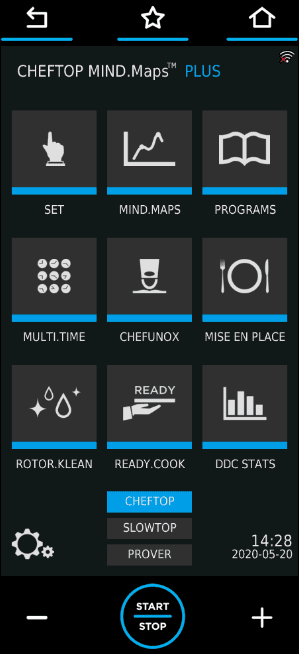 CHEFTOP MIND.Maps™ PLUS
SET MIND.MAPS PROGRAMS
MULTI.TIME CHEFUNOX MISE EN PLACE
READY
ROTOR.KLEAN READY.COOK DDC STATS
CHEFTOP
SLOWTOP
PROVER
14:28
2020-05-20
START
STOP